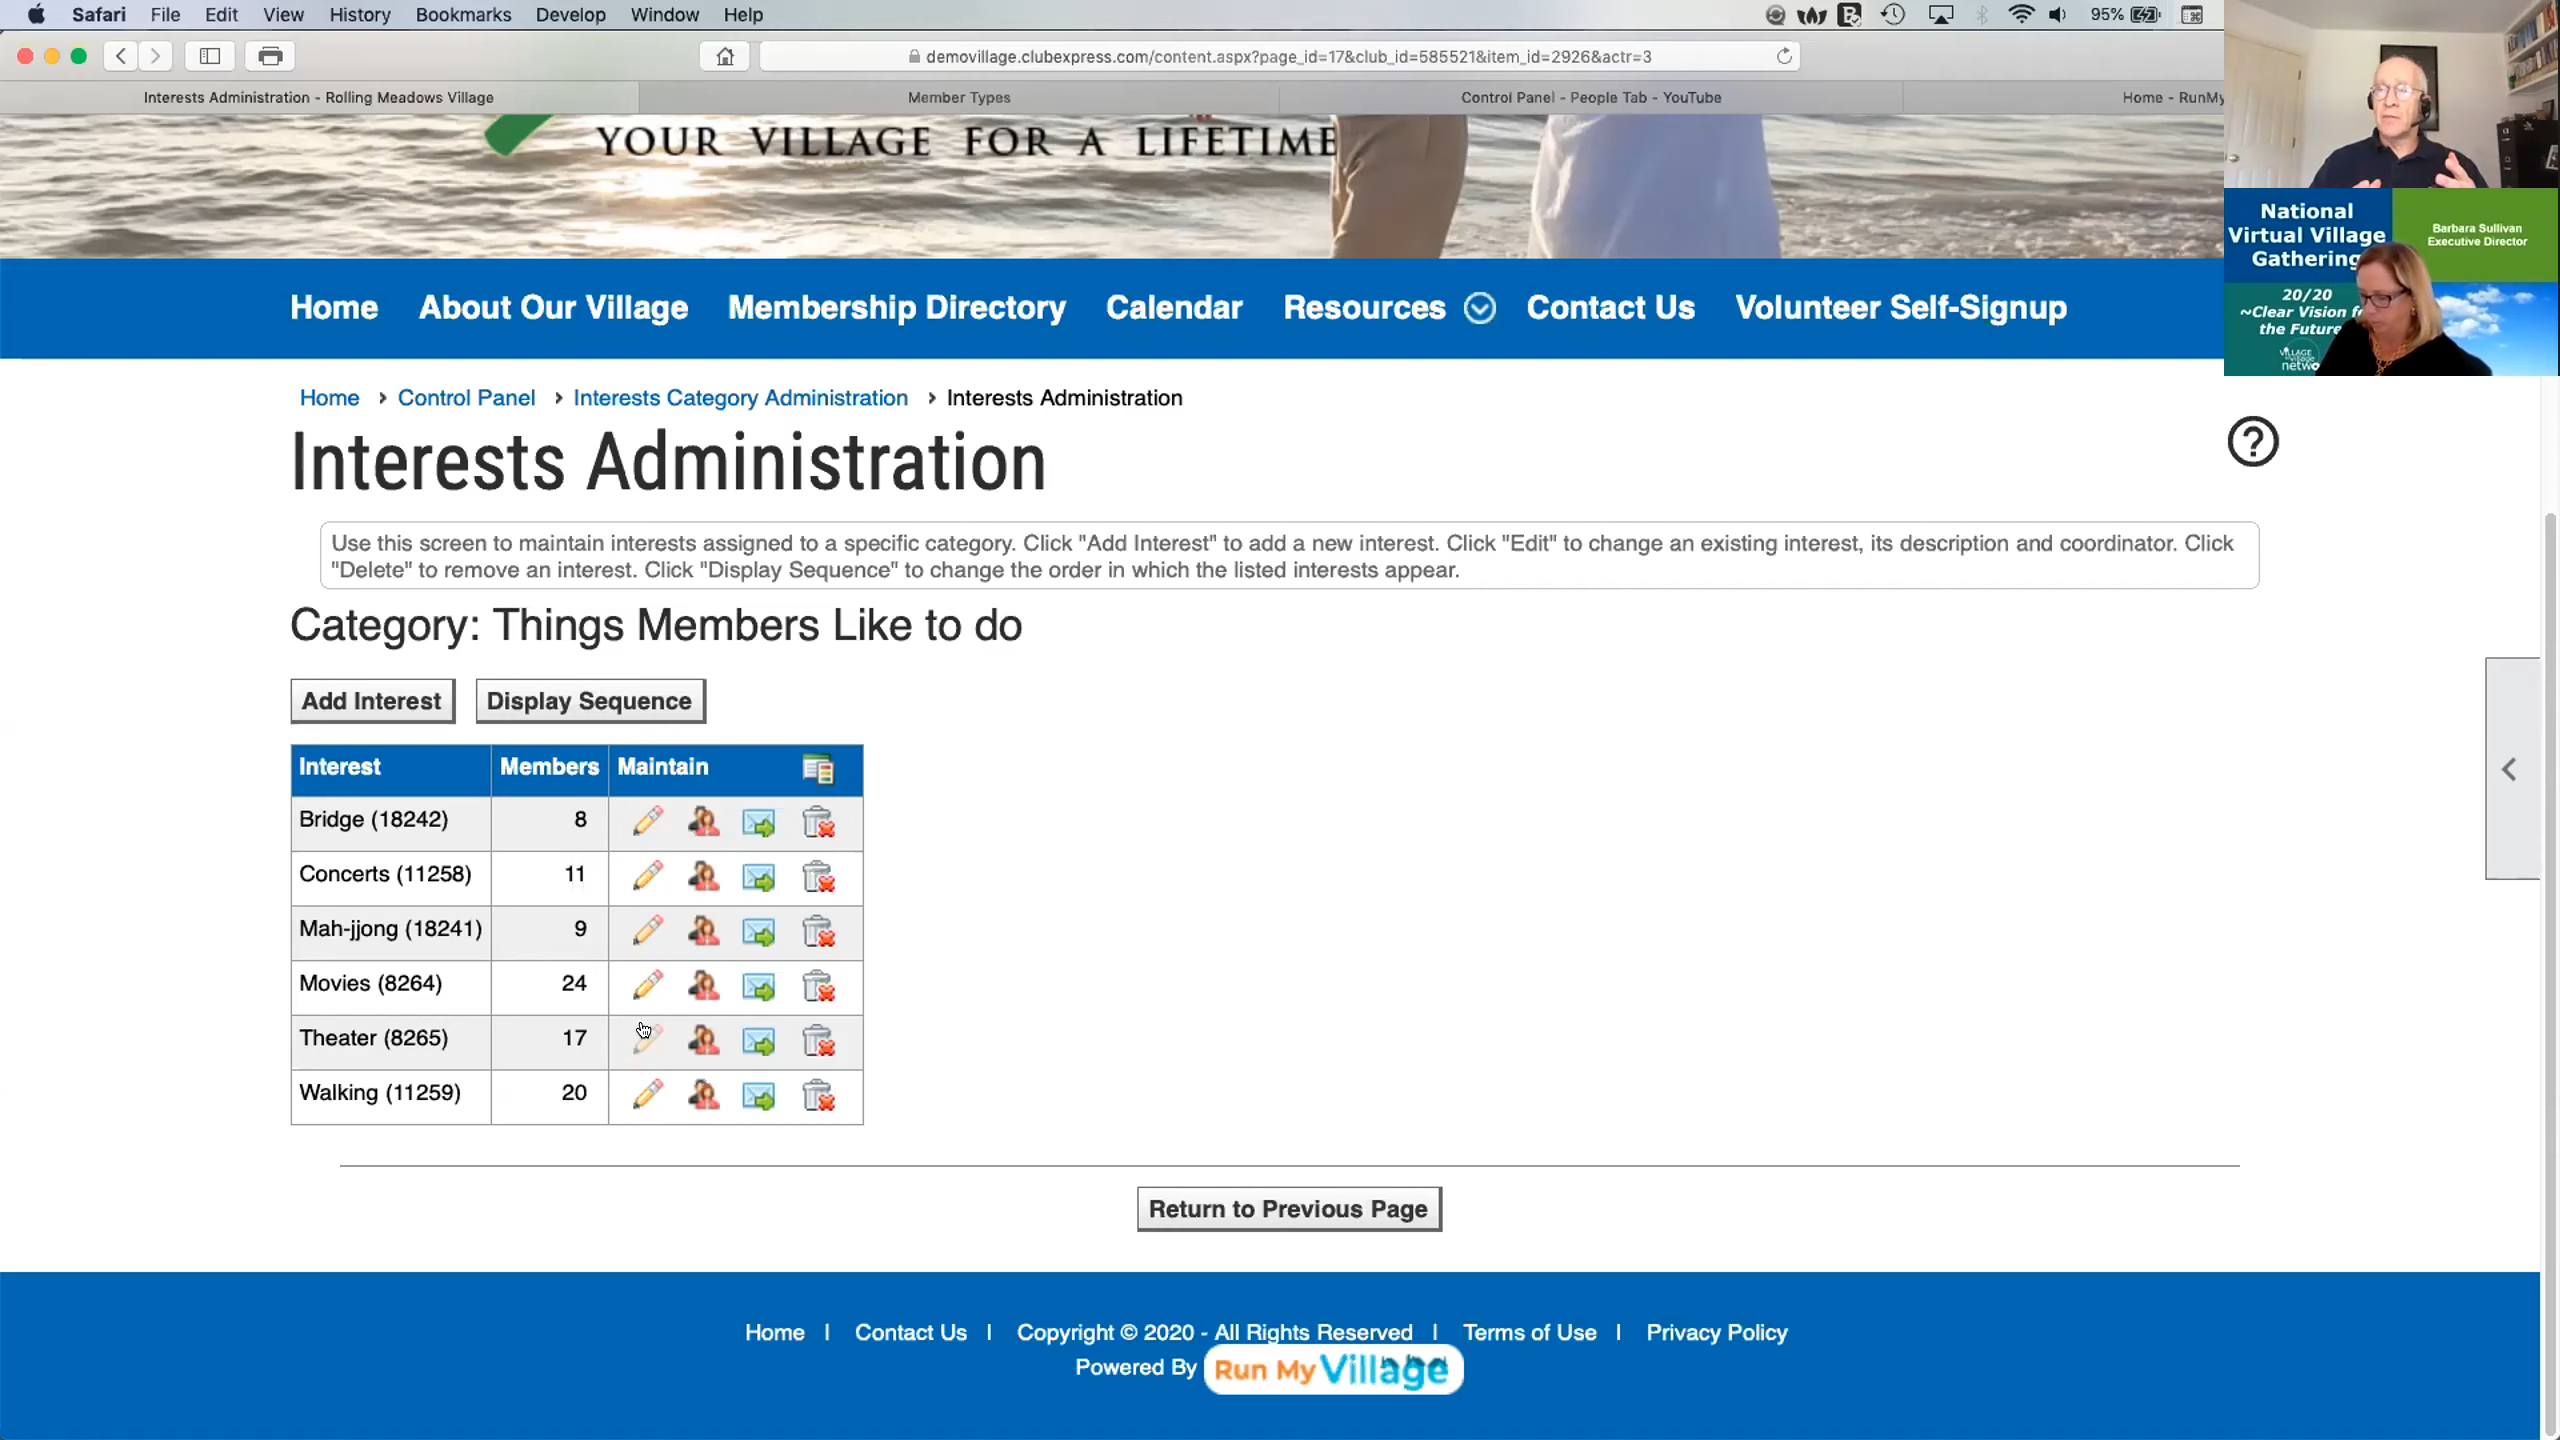 Safari File Edit View History Bookmarks Develop Window Help 95%
demovillage.clubexpress.com/content.aspx?page_id=17&club_id=585521&item_id=2926&actr=3
Interests Administration - Rolling Meadows Village Member Types Control Panel - People Tab - YouTube Home - RunMy
YOUR VILLAGE FOR A LIFETIME
National
Virtual Village
Gathering
Barbara Sullivan
Executive Director
20/20
~Clear Vision f
the Future
VILLAGE
netwo
Home About Our Village Membership Directory Calendar Resources Contact Us Volunteer Self-Signup
Home › Control Panel › Interests Category Administration › Interests Administration
Interests Administration
Use this screen to maintain interests assigned to a specific category. Click "Add Interest" to add a new interest. Click "Edit" to change an existing interest, its description and coordinator. Click
"Delete" to remove an interest. Click "Display Sequence" to change the order in which the listed interests appear.
Category: Things Members Like to do
Add Interest Display Sequence
Interest Members Maintain
Bridge (18242) 8
Concerts (11258) 11
Mah-jjong (18241) 9
Movies (8264) 24
Theater (8265) 17
Walking (11259) 20
Return to Previous Page
Home | Contact Us | Copyright © 2020 - All Rights Reserved | Terms of Use | Privacy Policy
Powered By Run My Village